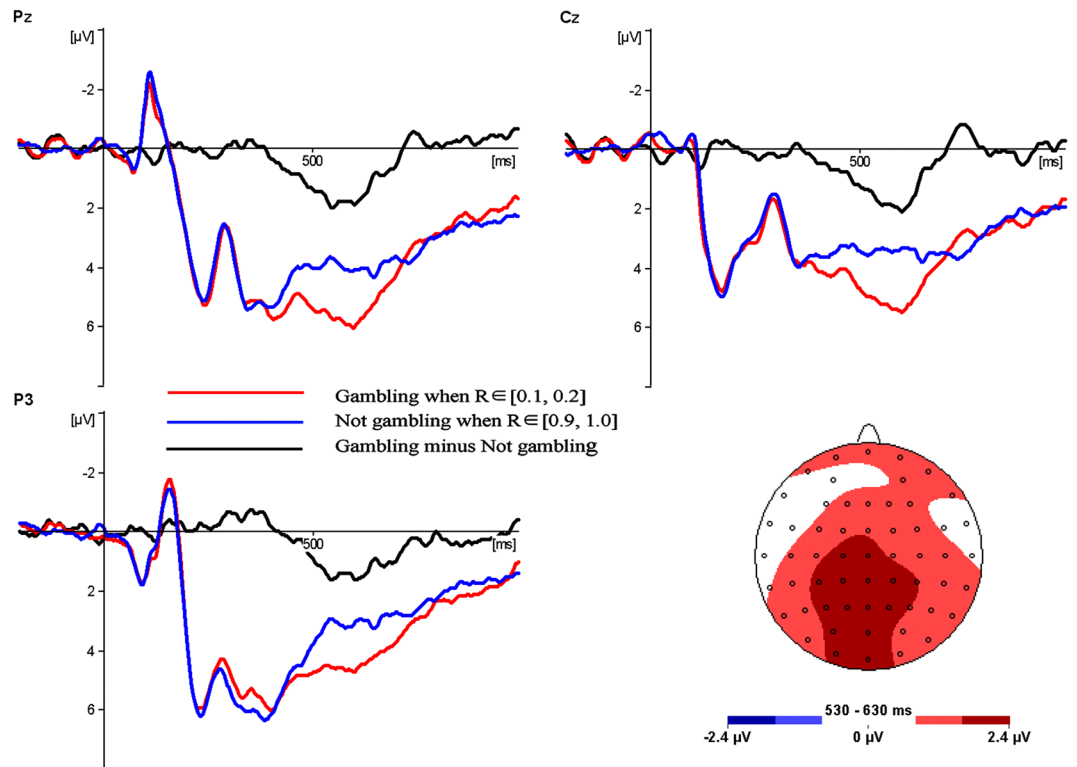 Pz
[µV]
-2
500
[ms]
2
4
6
Cz
[µV]
-2
500
[ms]
2
4
6
Gambling when R∈[0.1, 0.2]
Not gambling when R∈[0.9, 1.0]
Gambling minus Not gambling
P3
[µV]
-2
500
[ms]
2
4
6
530 - 630 ms
-2.4 µV
0 µV
2.4 µV